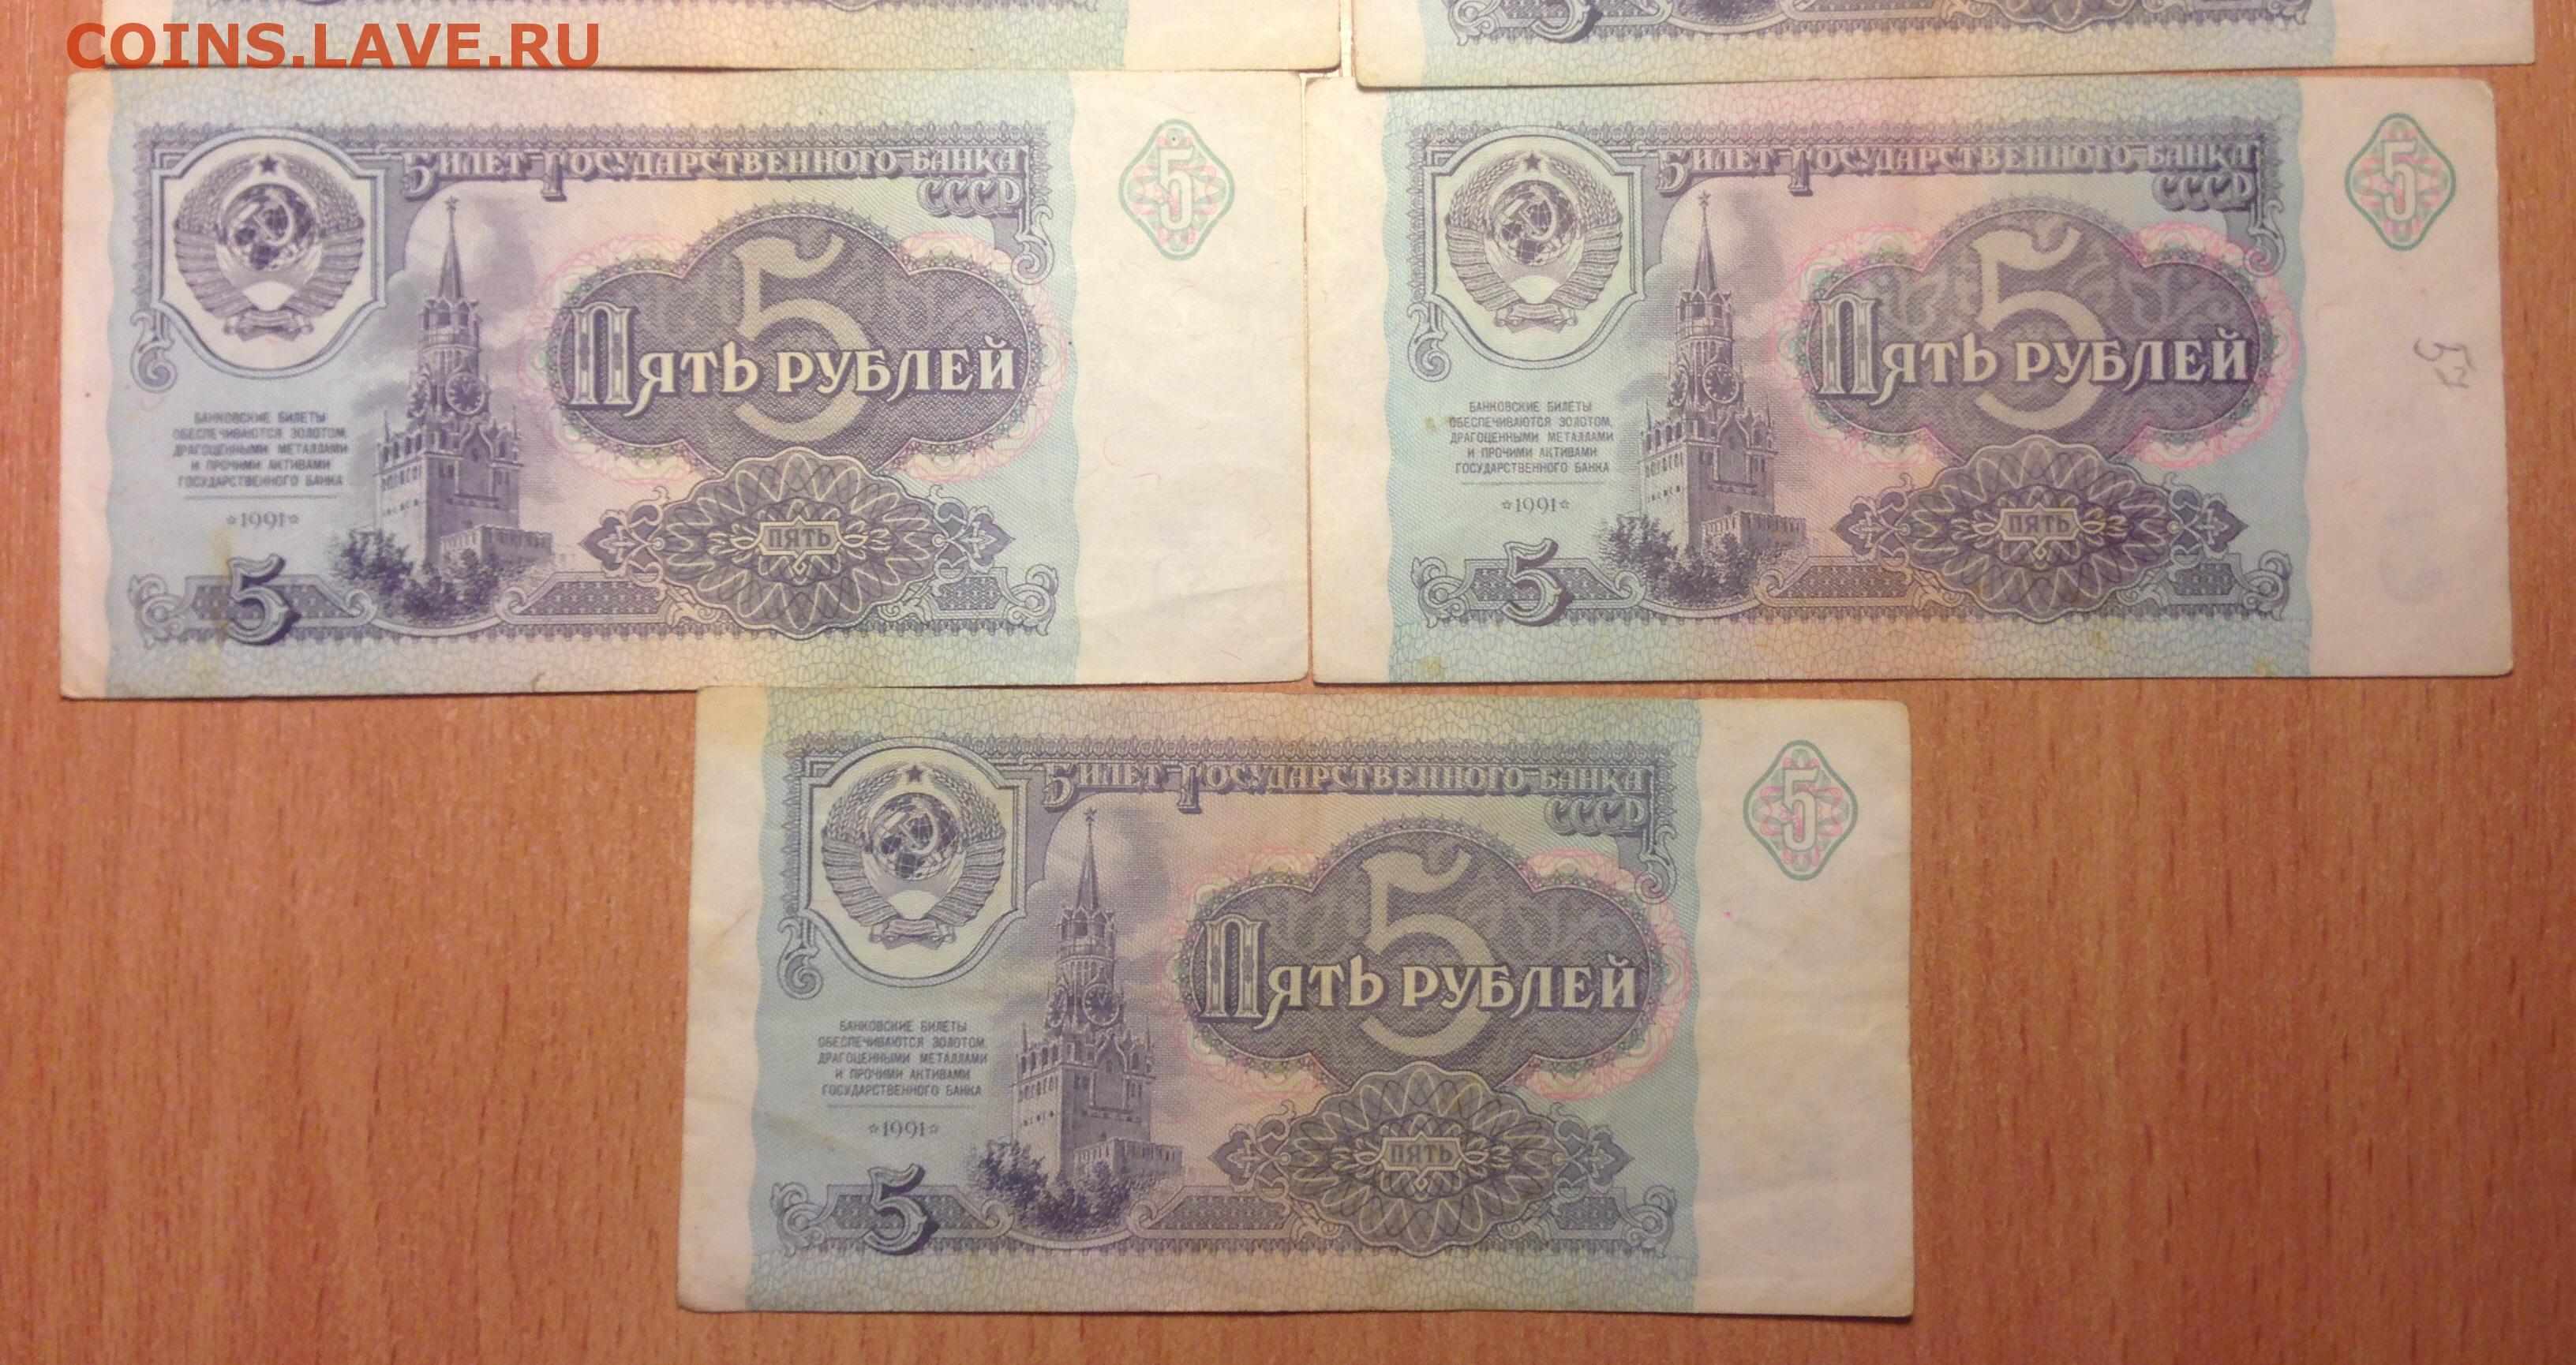 COINS.LAVE.RU
5
БИЛЕТ ГОСУДАРСТВЕННОГО БАНКА
СССР
5
5
ПЯТЬ РУБЛЕЙ
БАНКОВСКИЕ БИЛЕТЫ
ОБЕСПЕЧИВАЮТСЯ ЗОЛОТОМ,
ДРАГОЦЕННЫМИ МЕТАЛЛАМИ
И ПРОЧИМИ АКТИВАМИ
ГОСУДАРСТВЕННОГО БАНКА
*1991*
ПЯТЬ
5
БИЛЕТ ГОСУДАРСТВЕННОГО БАНКА
СССР
5
5
ПЯТЬ РУБЛЕЙ
БАНКОВСКИЕ БИЛЕТЫ
ОБЕСПЕЧИВАЮТСЯ ЗОЛОТОМ,
ДРАГОЦЕННЫМИ МЕТАЛЛАМИ
И ПРОЧИМИ АКТИВАМИ
ГОСУДАРСТВЕННОГО БАНКА
*1991*
ПЯТЬ
5
БИЛЕТ ГОСУДАРСТВЕННОГО БАНКА
СССР
5
5
ПЯТЬ РУБЛЕЙ
БАНКОВСКИЕ БИЛЕТЫ
ОБЕСПЕЧИВАЮТСЯ ЗОЛОТОМ,
ДРАГОЦЕННЫМИ МЕТАЛЛАМИ
И ПРОЧИМИ АКТИВАМИ
ГОСУДАРСТВЕННОГО БАНКА
*1991*
ПЯТЬ
5